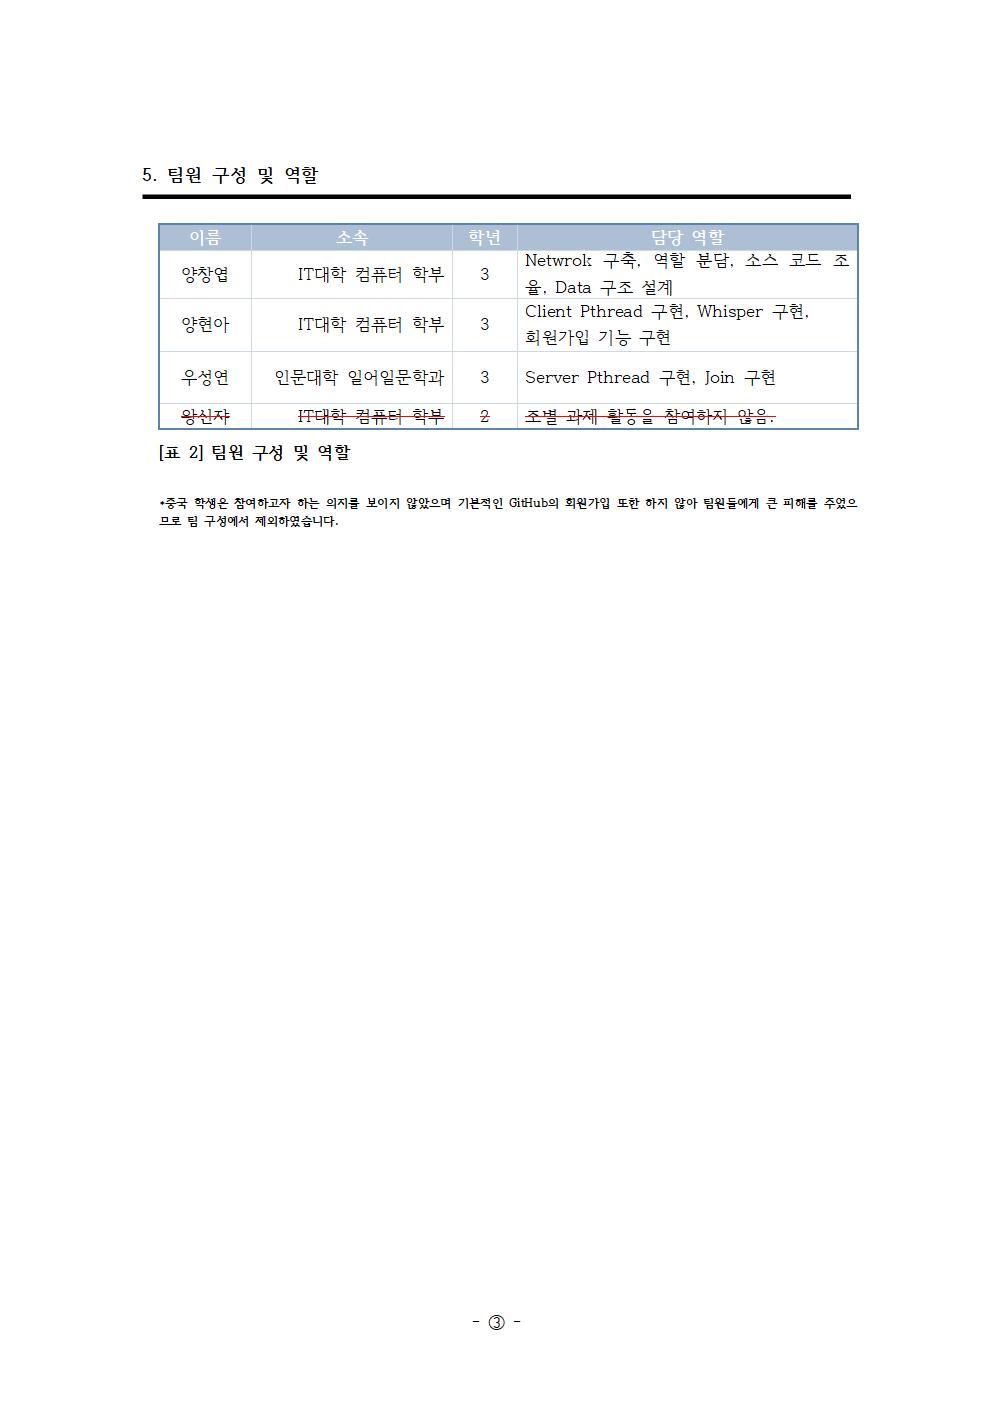 5. 팀원 구성 및 역할
이름 소속 학년 담당 역할
양창엽 IT대학 컴퓨터 학부 3 Netwrok 구축, 역할 분담, 소스 코드 조
율, Data 구조 설계
양현아 IT대학 컴퓨터 학부 3 Client Pthread 구현, Whisper 구현,
회원가입 기능 구현
우성연 인문대학 일어일문학과 3 Server Pthread 구현, Join 구현
왕신쟈 IT대학 컴퓨터 학부 2 조별 과제 활동을 참여하지 않음.
[표 2] 팀원 구성 및 역할
*중국 학생은 참여하고자 하는 의지를 보이지 않았으며 기본적인 GitHub의 회원가입 또한 하지 않아 팀원들에게 큰 피해를 주었으
므로 팀 구성에서 제외하였습니다.
- ③ -